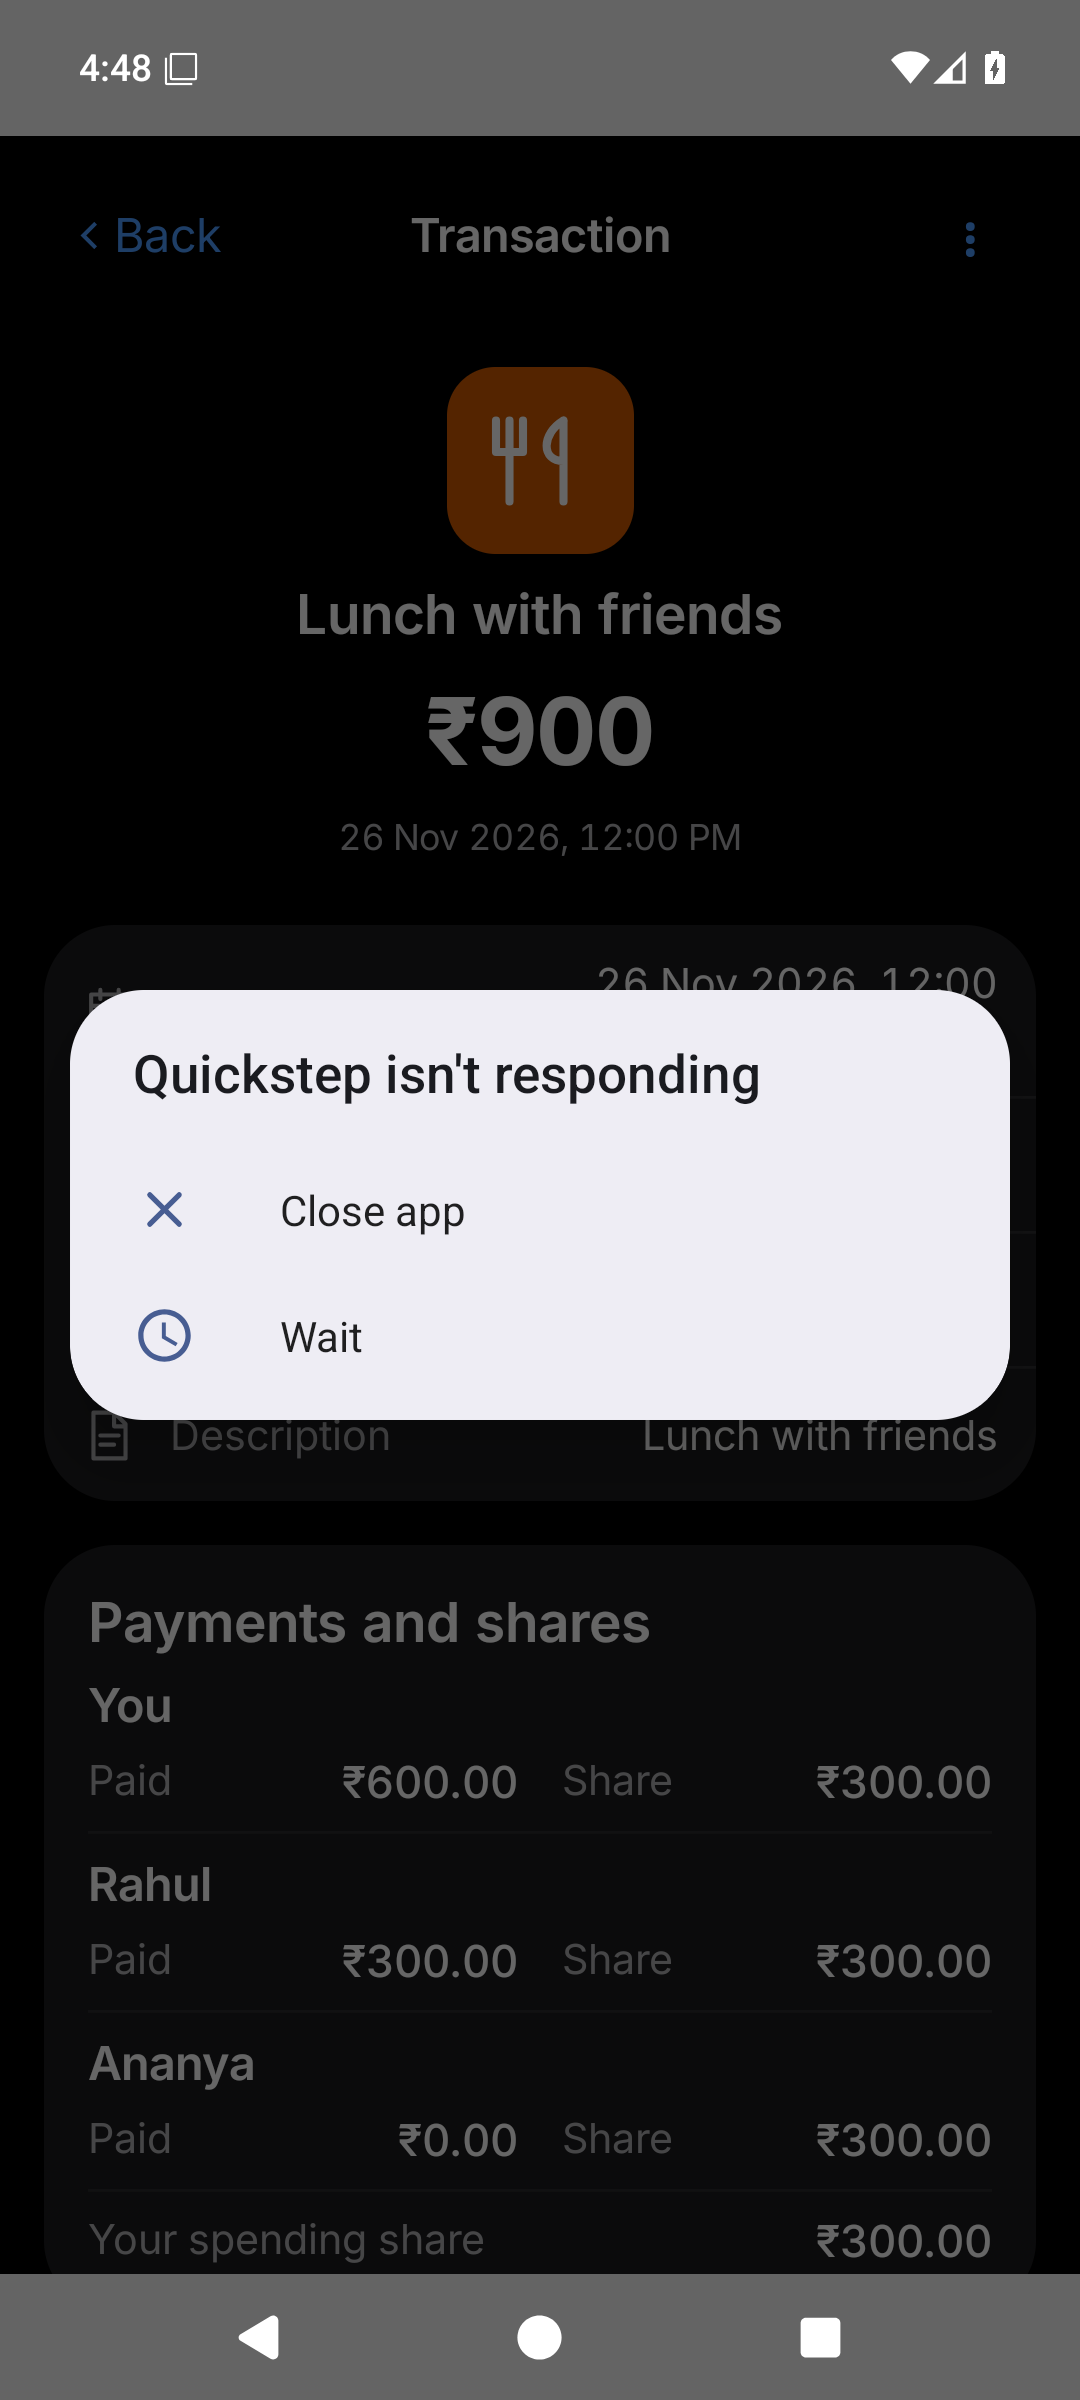 4:48
Back
Transaction
Lunch with friends
₹900
26 Nov 2026, 12:00 PM
26 Nov 2026, 12:00
Quickstep isn't responding
Close app
Wait
Description Lunch with friends
Payments and shares
You
Paid ₹600.00 Share ₹300.00
Rahul
Paid ₹300.00 Share ₹300.00
Ananya
Paid ₹0.00 Share ₹300.00
Your spending share ₹300.00